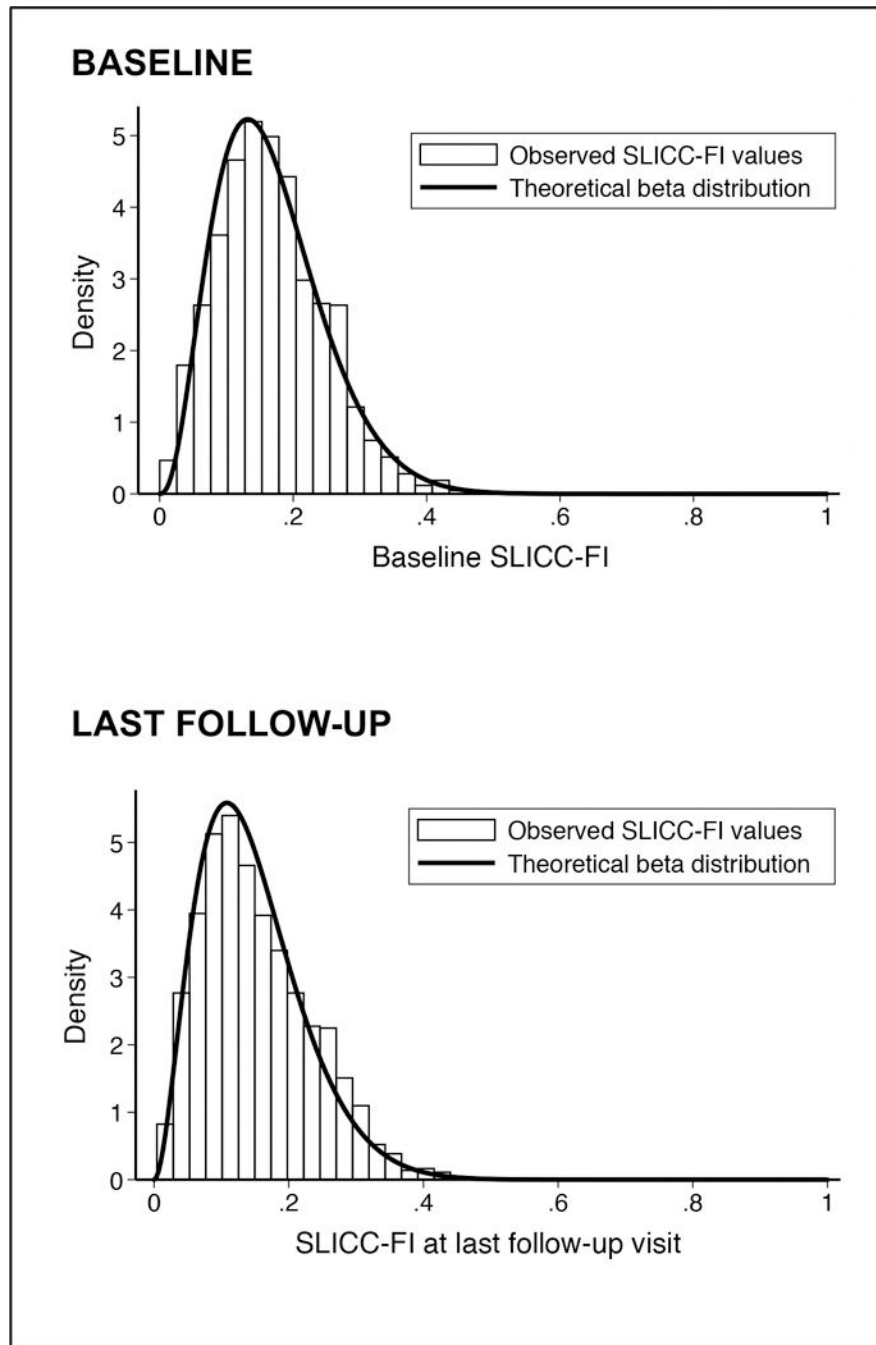 BASELINE
Observed SLICC-FI values
Theoretical beta distribution
Density
5
4
3
2
1
0
0 .2 .4 .6 .8 1
Baseline SLICC-FI
LAST FOLLOW-UP
Observed SLICC-FI values
Theoretical beta distribution
Density
5
4
3
2
1
0
0 .2 .4 .6 .8 1
SLICC-FI at last follow-up visit